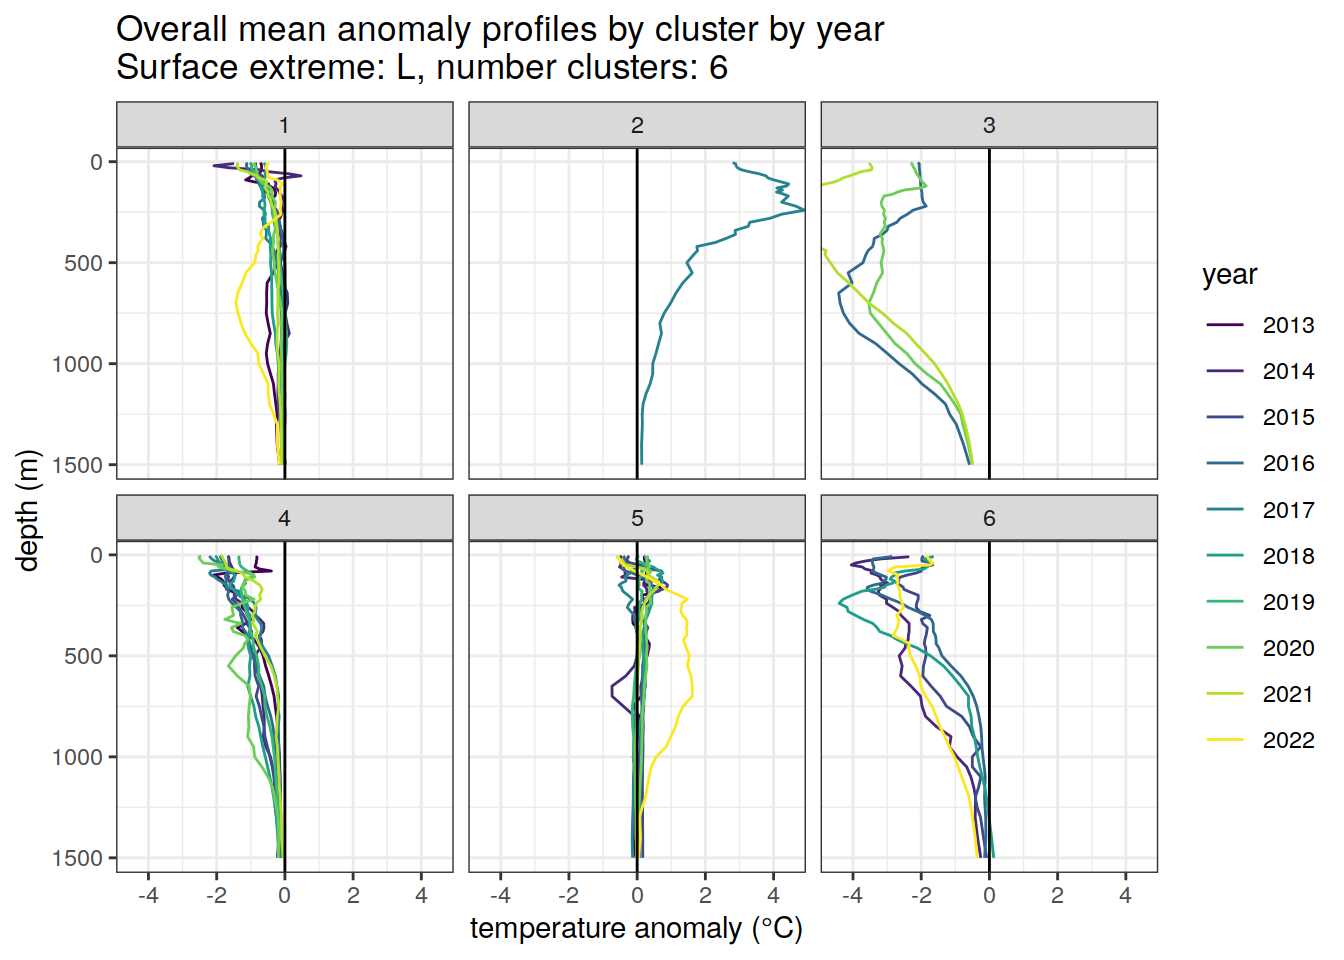 Overall mean anomaly profiles by cluster by year
Surface extreme: L, number clusters: 6
1 2 3
0
500
1000
1500
4 5 6
0
500
1000
1500
-4 -2 0 2 4 -4 -2 0 2 4 -4 -2 0 2 4
temperature anomaly (°C)
depth (m)
year
2013
2014
2015
2016
2017
2018
2019
2020
2021
2022